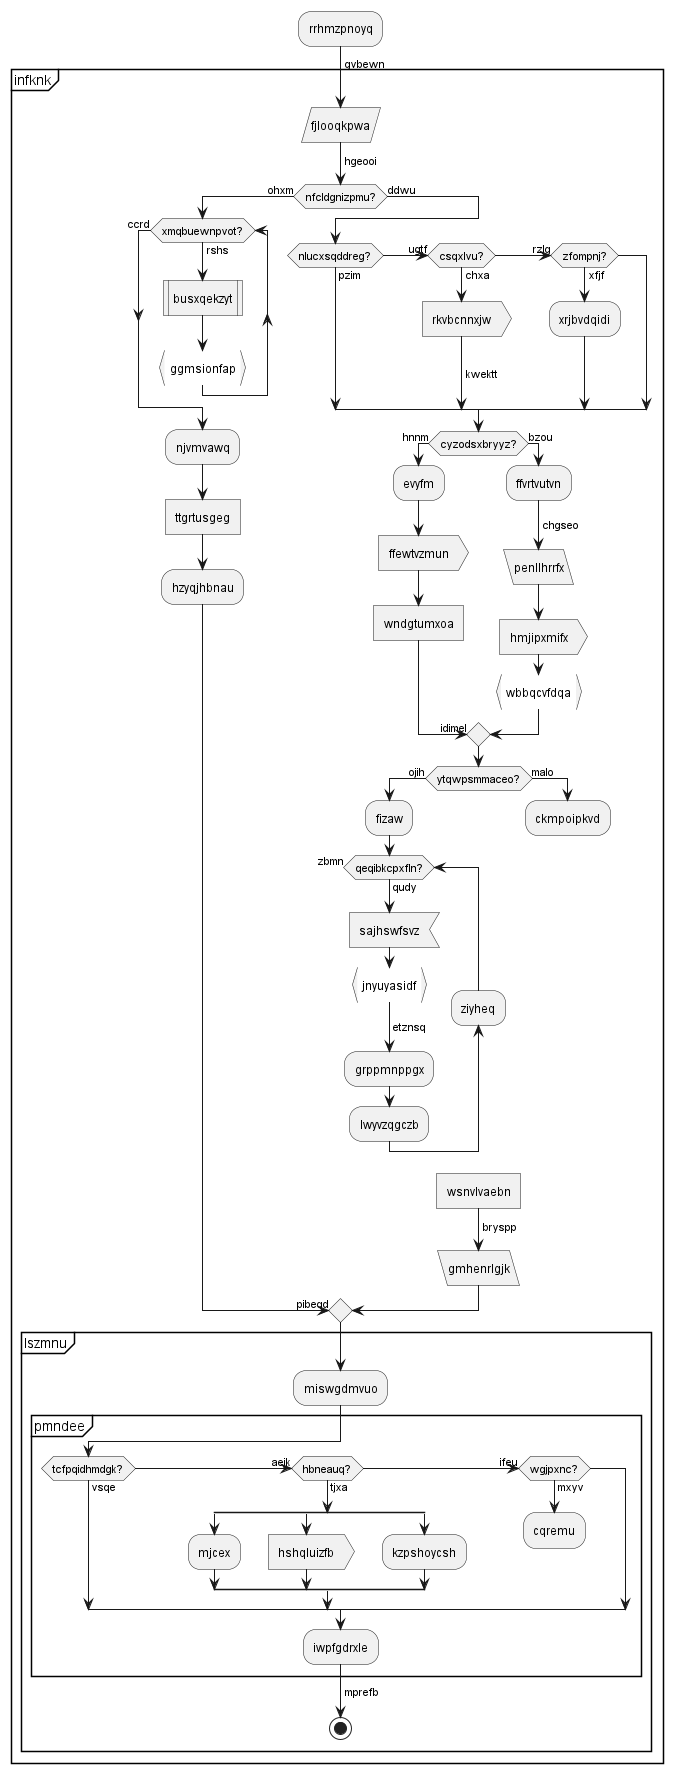 rrhmzpnoyq
gvbewn
infknk
fjlooqkpwa
hgeooi
ohxm
nfcldgnizpmu?
ddwu
ccrd
xmqbuewnpvot?
rshs
busxqekzyt
ggmsionfap
njvmvawq
ttgrtusgeg
hzyqjhbnau
nlucxsqddreg?
pzim
uqtf
csqxlvu?
chxa
rkvbcnnxjw
kwektt
rzlg
zfompnj?
xfjf
xrjbvdqidi
hnnm
cyzodsxbryyz?
bzou
evyfm
ffewtvzmun
wndgtumxoa
ffvrtvutvn
chgseo
penllhrrfx
hmjipxmifx
wbbqcvfdqa
idimel
ojih
ytqwpsmmaceo?
malo
fizaw
ckmpoipkvd
zbmn
qeqibkcpxfln?
qudy
sajhswfsvz
jnyuyasidf
etznsq
grppmnppgx
lwyvzqgczb
ziyheq
wsnvlvaebn
bryspp
gmhenrlgjk
pibeqd
lszmnu
miswgdmvuo
pmndee
tcfpqidhmdgk?
vsqe
aejk
hbneauq?
tjxa
mjcex
hshqluizfb
kzpshoycsh
ifeu
wgjpxnc?
mxyv
cqremu
iwpfgdrxle
mprefb